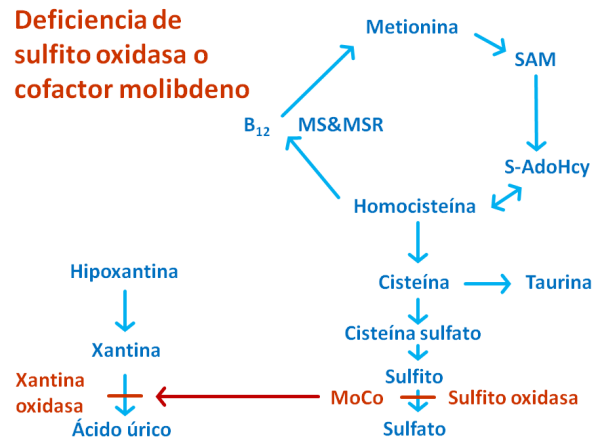 Deficiencia de
sulfito oxidasa o
cofactor molibdeno
Metionina
SAM
B12 MS&MSR
S-AdoHcy
Homocisteína
Hipoxantina
Cisteína
Taurina
Cisteína sulfato
Xantina
Sulfito
Xantina
oxidasa
MoCo
Sulfito oxidasa
Ácido úrico
Sulfato